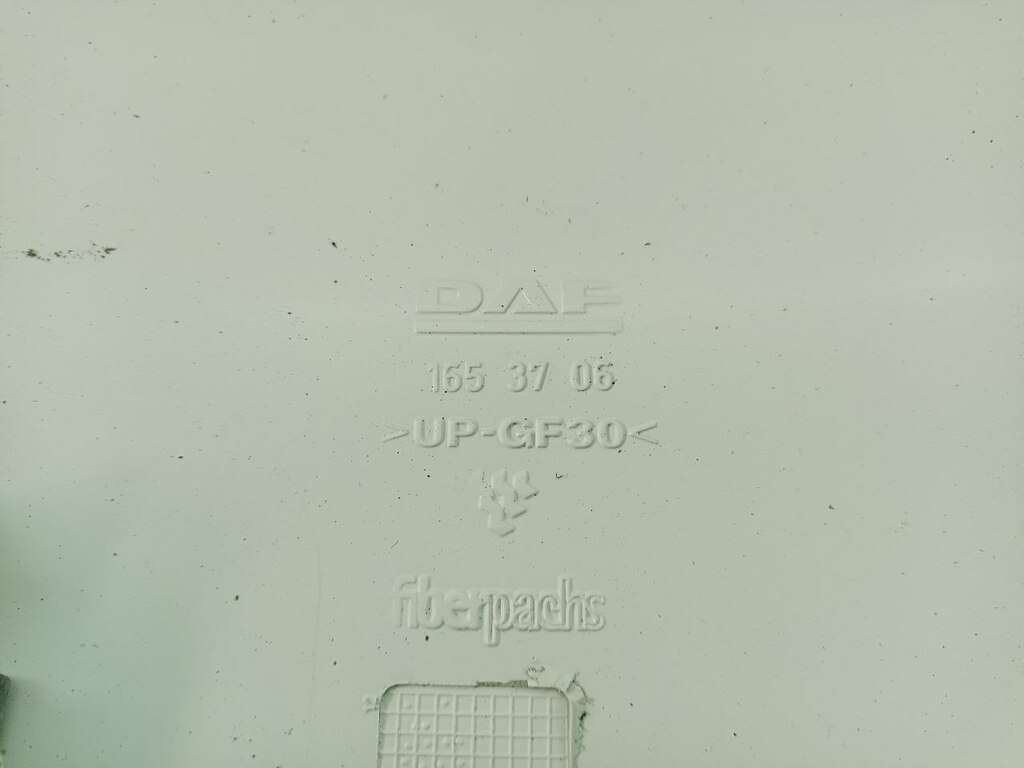 DAF
165 37 06
>UP-GF30<
fiberpachs